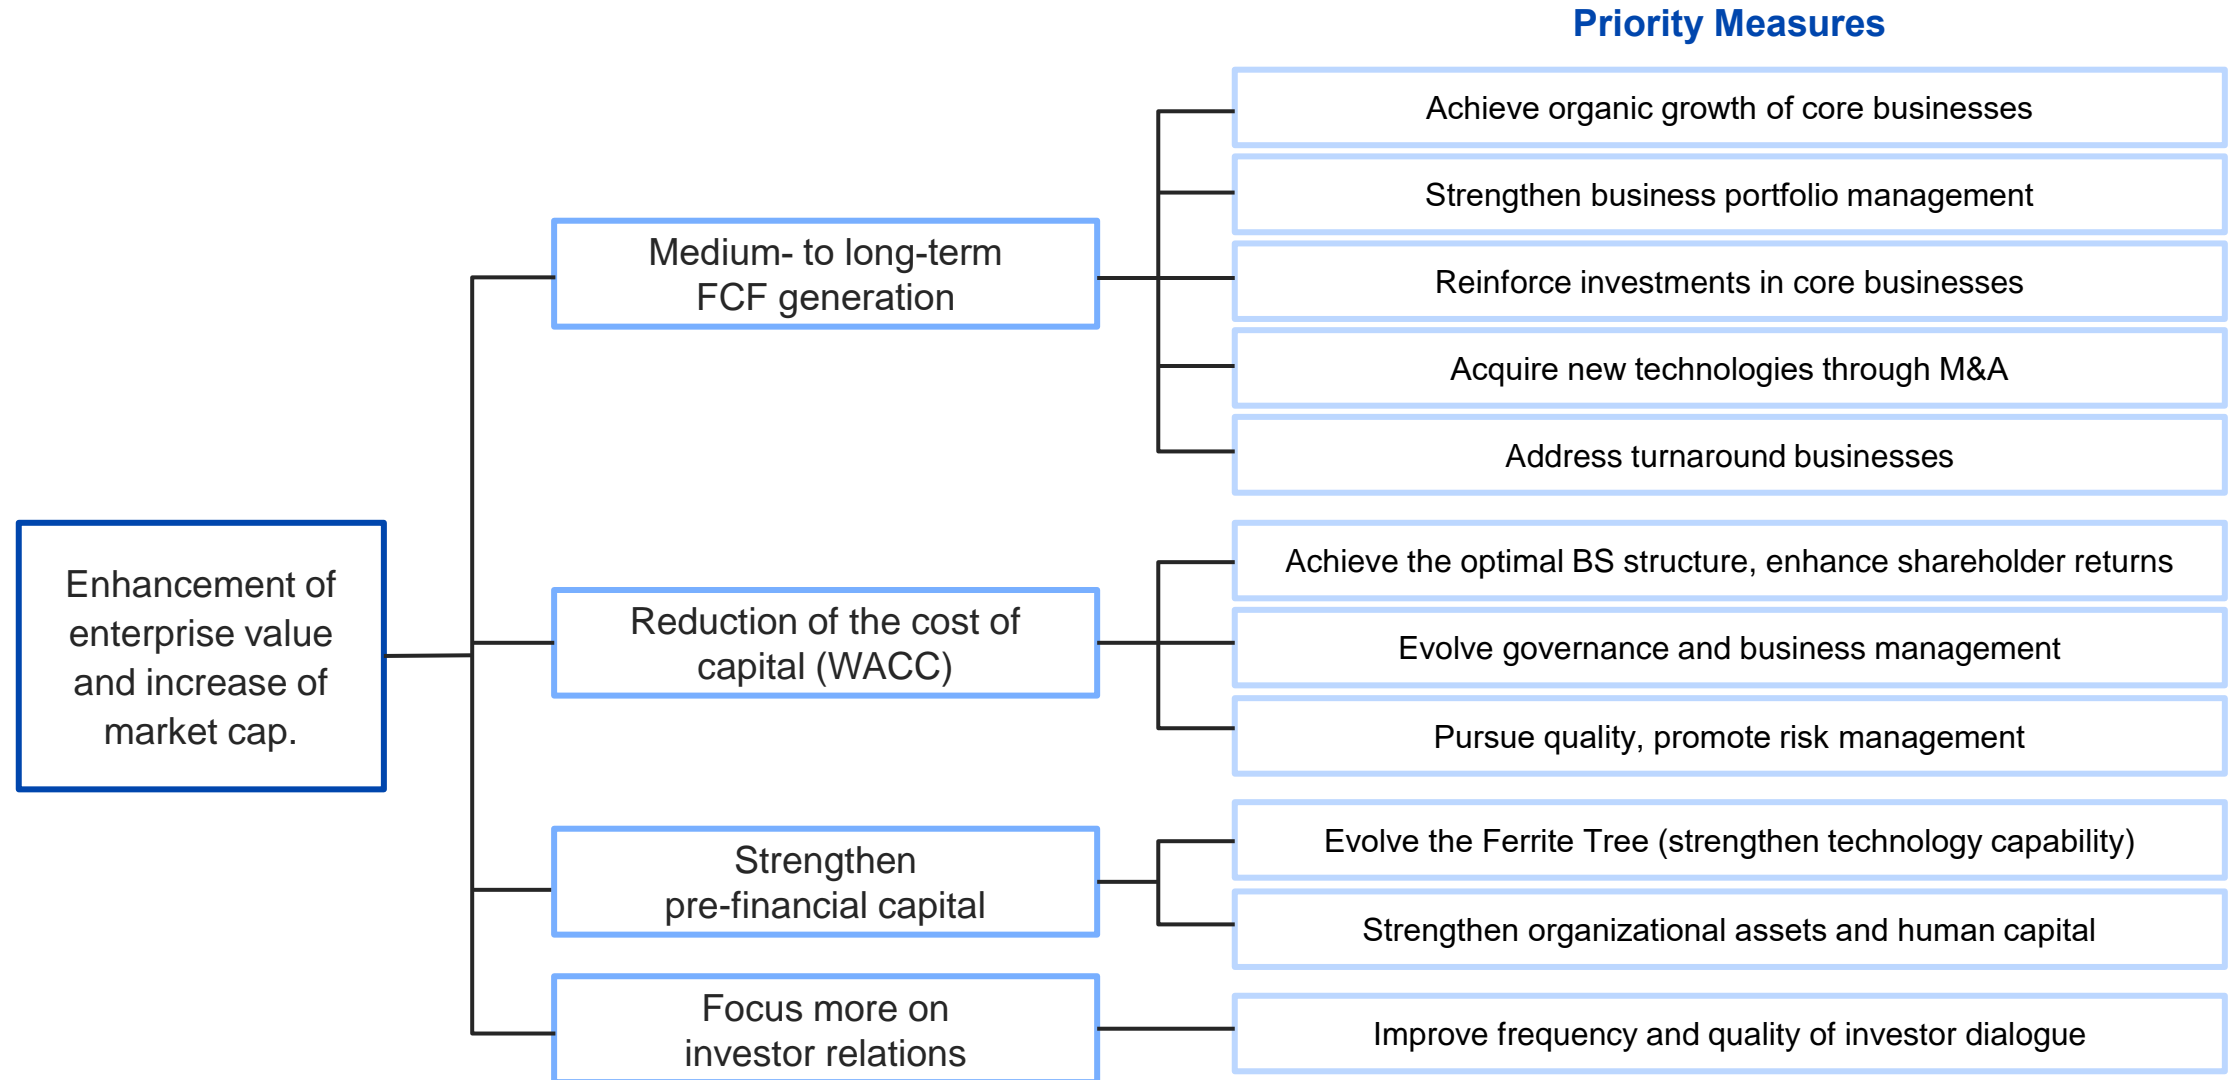 Priority Measures
Enhancement of
enterprise value
and increase of
market cap.
Medium- to long-term
FCF generation
Achieve organic growth of core businesses
Strengthen business portfolio management
Reinforce investments in core businesses
Acquire new technologies through M&A
Address turnaround businesses
Reduction of the cost of
capital (WACC)
Achieve the optimal BS structure, enhance shareholder returns
Evolve governance and business management
Pursue quality, promote risk management
Strengthen
pre-financial capital
Evolve the Ferrite Tree (strengthen technology capability)
Strengthen organizational assets and human capital
Focus more on
investor relations
Improve frequency and quality of investor dialogue